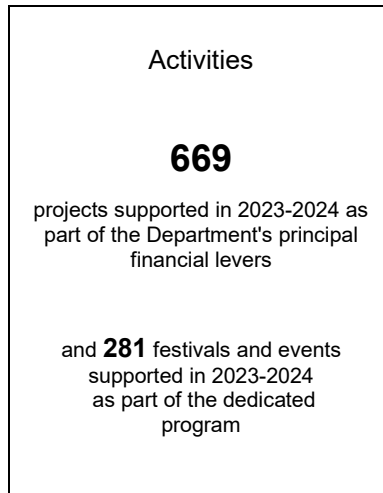 Activities
669
projects supported in 2023-2024 as
part of the Department's principal
financial levers
and 281 festivals and events
supported in 2023-2024
as part of the dedicated
program